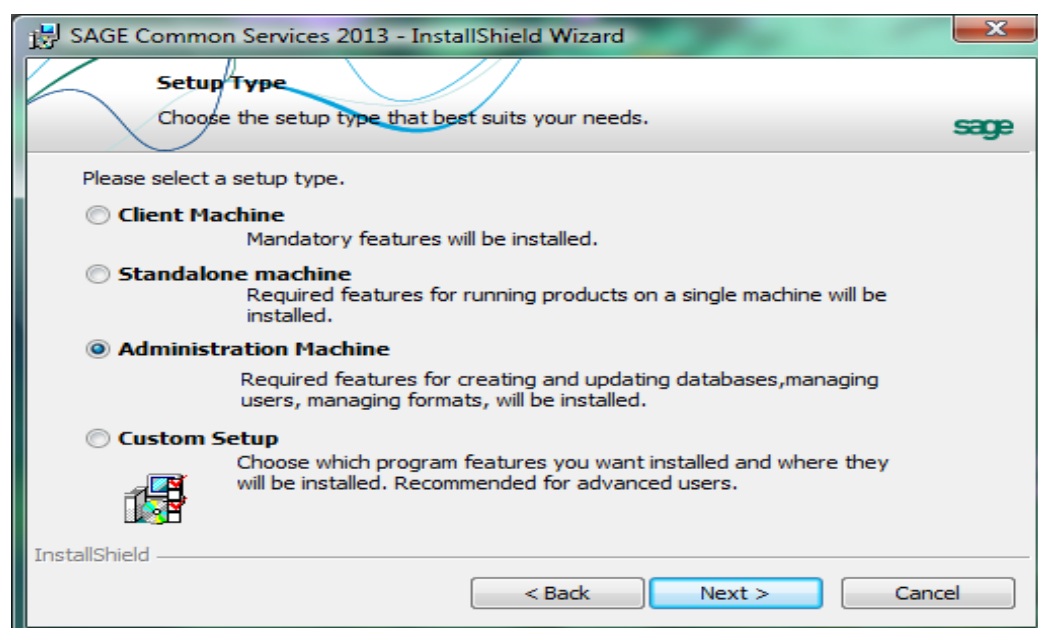 SAGE Common Services 2013 - InstallShield Wizard
Setup Type
Choose the setup type that best suits your needs.
sage
Please select a setup type.
Client Machine
Mandatory features will be installed.
Standalone machine
Required features for running products on a single machine will be
installed.
Administration Machine
Required features for creating and updating databases,managing
users, managing formats, will be installed.
Custom Setup
Choose which program features you want installed and where they
will be installed. Recommended for advanced users.
InstallShield
< Back Next > Cancel